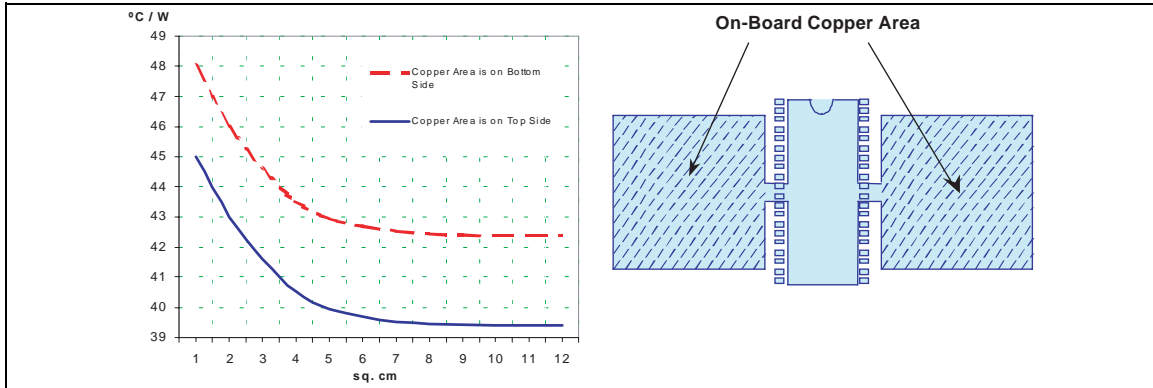 ºC / W
49
48
47
46
45
44
43
42
41
40
39
Copper Area is on Bottom
Side
Copper Area is on Top Side
1 2 3 4 5 6 7 8 9 10 11 12
sq. cm
On-Board Copper Area